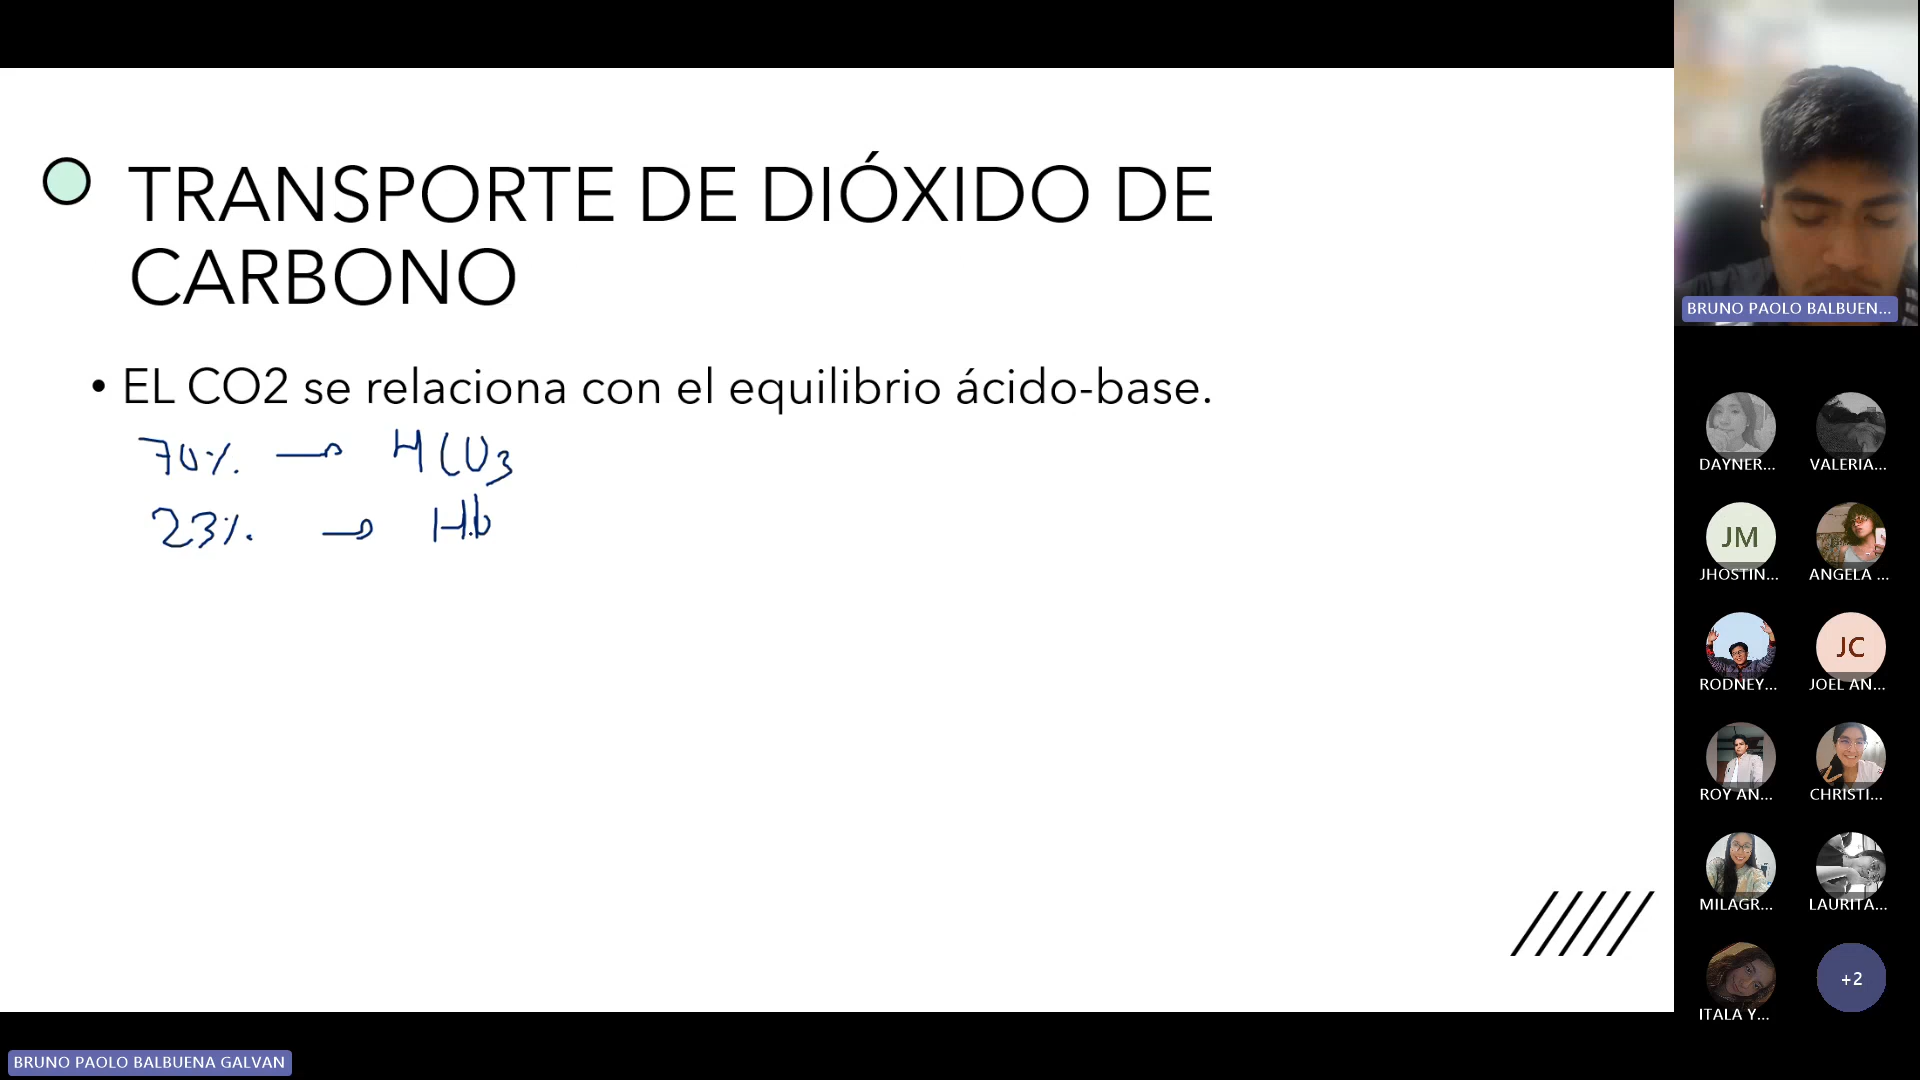 TRANSPORTE DE DIÓXIDO DE
CARBONO
• EL CO2 se relaciona con el equilibrio ácido-base.
70% → HCO3
23% → Hb
BRUNO PAOLO BALBUEN...
DAYNER...
VALERIA...
JM
JHOSTIN...
ANGELA ...
RODNEY...
JC
JOEL AN...
ROY AN...
CHRISTI...
MILAGR...
LAURITA...
ITALA Y...
+2
BRUNO PAOLO BALBUENA GALVAN